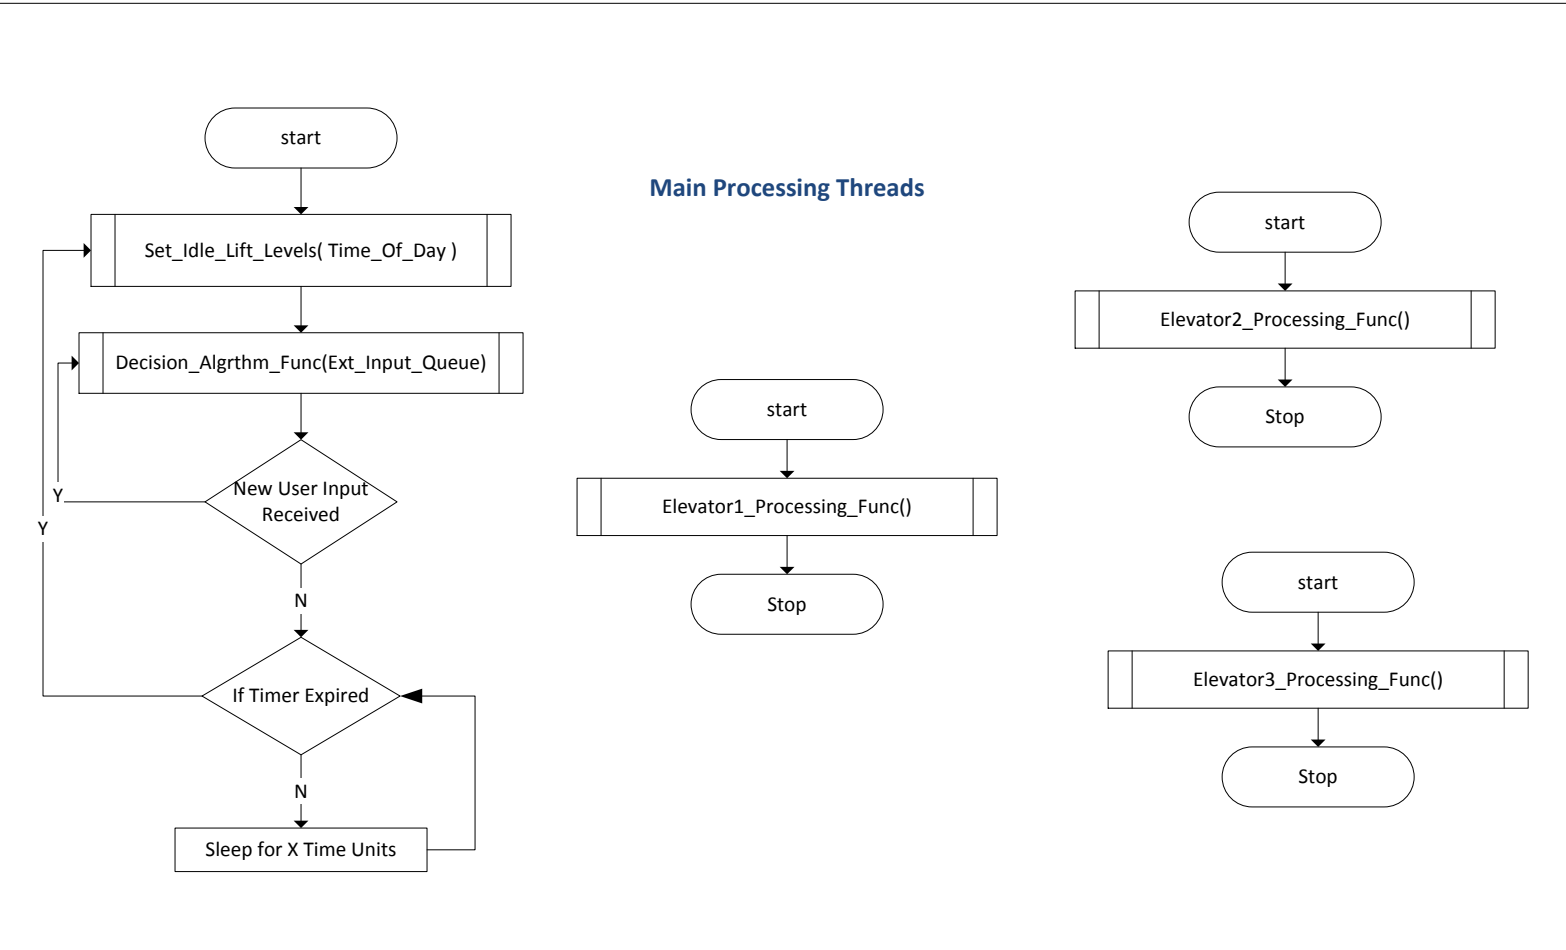 start
Set_Idle_Lift_Levels( Time_Of_Day )
Decision_Algrthm_Func(Ext_Input_Queue)
New User Input
Received
Y
Y
N
If Timer Expired
N
Sleep for X Time Units
Main Processing Threads
start
Elevator1_Processing_Func()
Stop
start
Elevator2_Processing_Func()
Stop
start
Elevator3_Processing_Func()
Stop